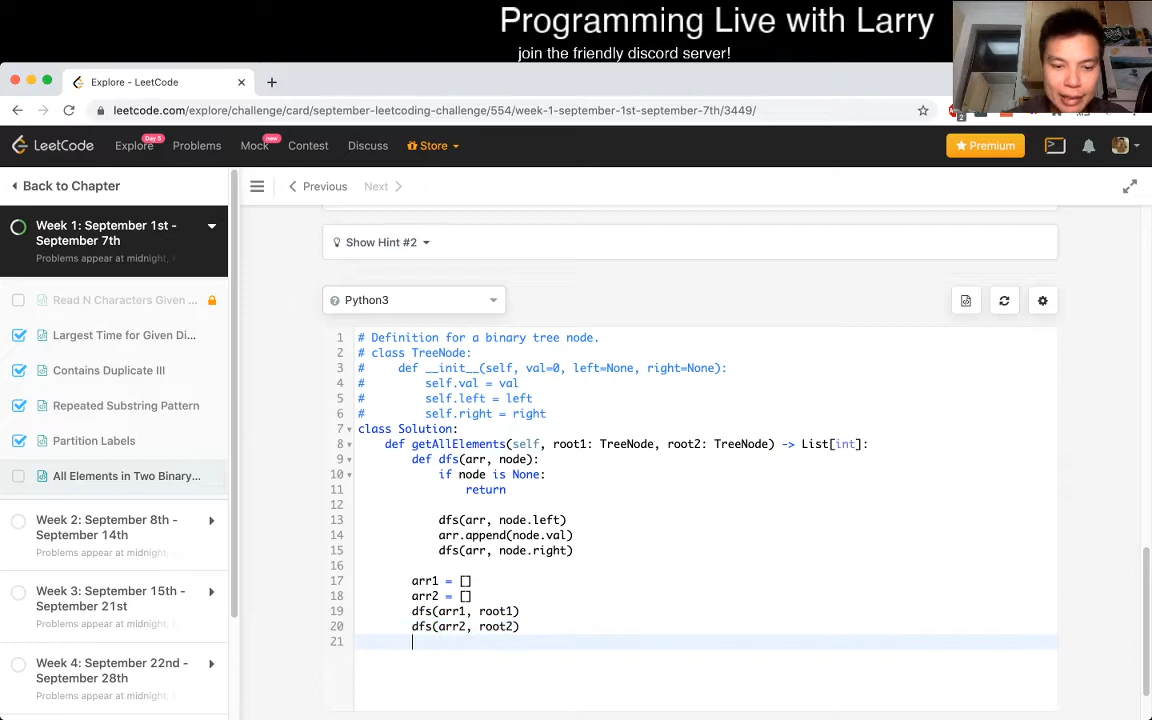 Programming Live with Larry
join the friendly discord server!
Explore - LeetCode
leetcode.com/explore/challenge/card/september-leetcoding-challenge/554/week-1-september-1st-september-7th/3449/
2
LeetCode
Explore
Day 5
Problems
Mock
new
Contest
Discuss
Store
Premium
Back to Chapter
Previous
Next
Week 1: September 1st -
September 7th
Problems appear at midnight,
Read N Characters Given ...
Largest Time for Given Di...
Contains Duplicate III
Repeated Substring Pattern
Partition Labels
All Elements in Two Binary...
Week 2: September 8th -
September 14th
Problems appear at midnight,
Week 3: September 15th -
September 21st
Problems appear at midnight,
Week 4: September 22nd -
September 28th
Problems appear at midnight,
Show Hint #2
Python3
1 # Definition for a binary tree node.
2 # class TreeNode:
3 #     def __init__(self, val=0, left=None, right=None):
4 #         self.val = val
5 #         self.left = left
6 #         self.right = right
7 class Solution:
8     def getAllElements(self, root1: TreeNode, root2: TreeNode) -> List[int]:
9         def dfs(arr, node):
10             if node is None:
11                 return
12
13             dfs(arr, node.left)
14             arr.append(node.val)
15             dfs(arr, node.right)
16
17         arr1 = []
18         arr2 = []
19         dfs(arr1, root1)
20         dfs(arr2, root2)
21